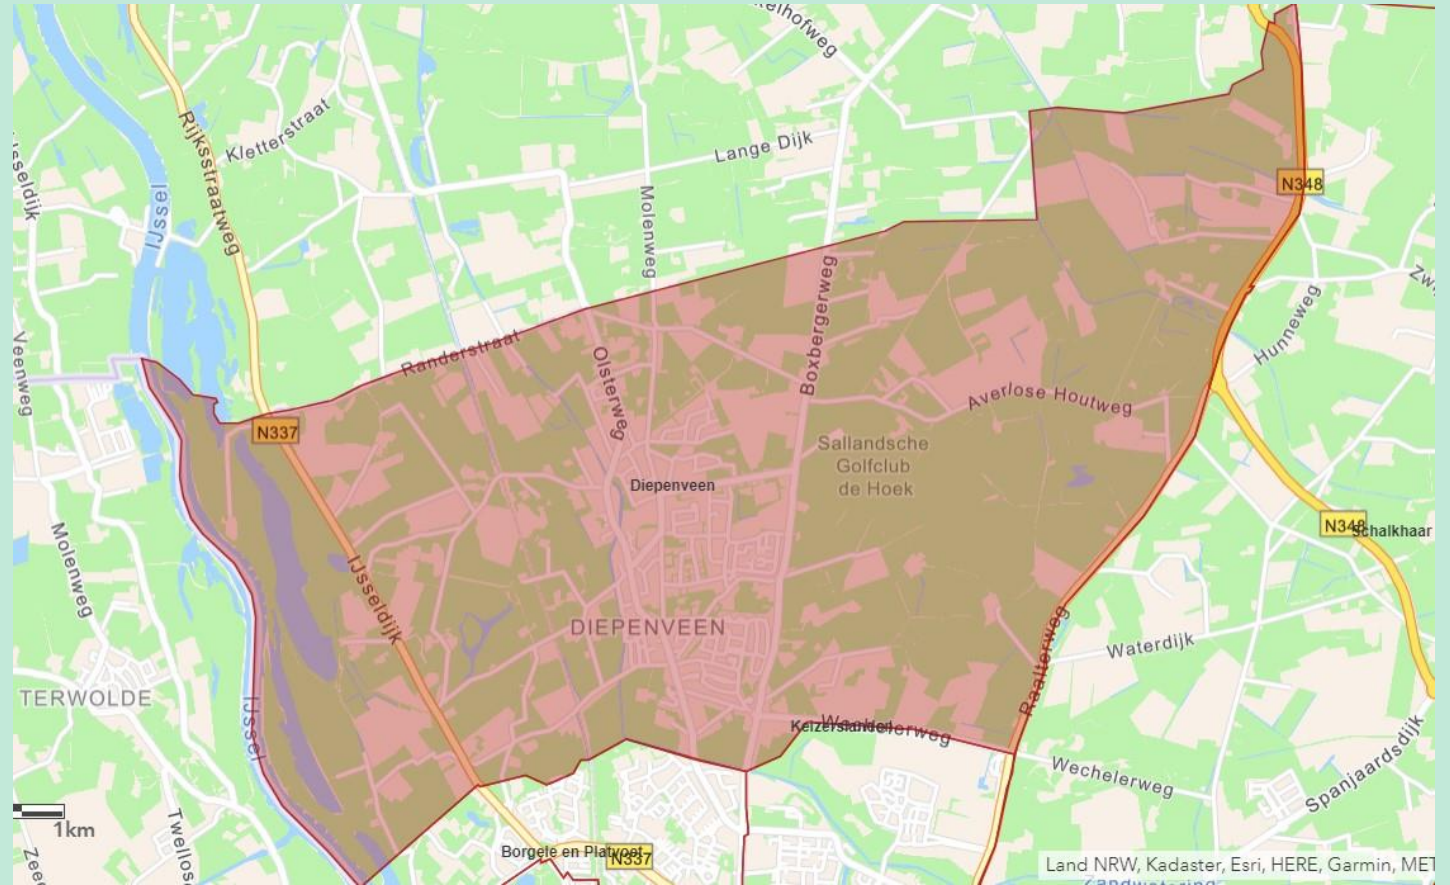 Kletterstraat
Rijksstraatweg
Lange Dijk
IJssel
Molenweg
N348
Hunneweg
Veenweg
Randerstraat
Olsterweg
Boxbergerweg
Averlose Houtweg
N337
Sallandsche
Golfclub
de Hoek
Diepenveen
N348
Schalkhaar
Molenweg
IJsseldijk
DIEPENVEEN
Raalterweg
Waterdijk
TERWOLDE
IJssel
Keizerslanden
Wechelerweg
Wechelerweg
Spanjaardsdijk
1km
Borgele en Platvoet
N337
Land NRW, Kadaster, Esri, HERE, Garmin, MET